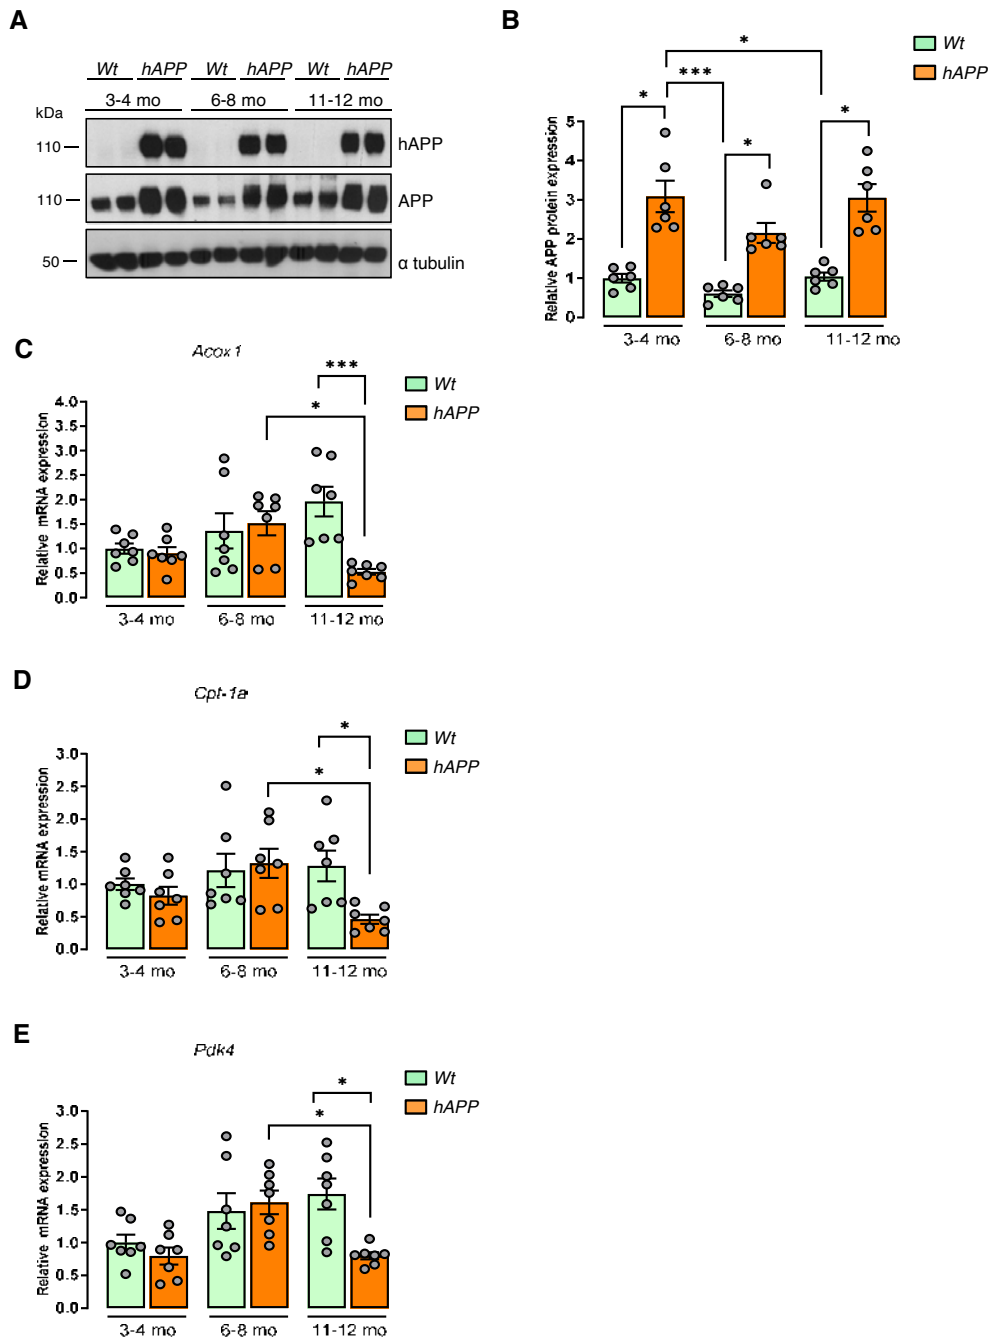 A
Wt hAPP Wt hAPP Wt hAPP
3-4 mo 6-8 mo 11-12 mo
kDa
110 hAPP
110 APP
50 α tubulin
B
Wt
hAPP
Relative APP protein expression
5
4
3
2
1
0
* *** * * *
3-4 mo 6-8 mo 11-12 mo
C
Acox1
Wt
hAPP
Relative mRNA expression
4.0
3.5
3.0
2.5
2.0
1.5
1.0
0.5
0.0
***
*
3-4 mo 6-8 mo 11-12 mo
D
Cpt-1a
Wt
hAPP
Relative mRNA expression
3.0
2.5
2.0
1.5
1.0
0.5
0.0
*
*
3-4 mo 6-8 mo 11-12 mo
E
Pdk4
Wt
hAPP
Relative mRNA expression
3.0
2.5
2.0
1.5
1.0
0.5
0.0
*
*
3-4 mo 6-8 mo 11-12 mo